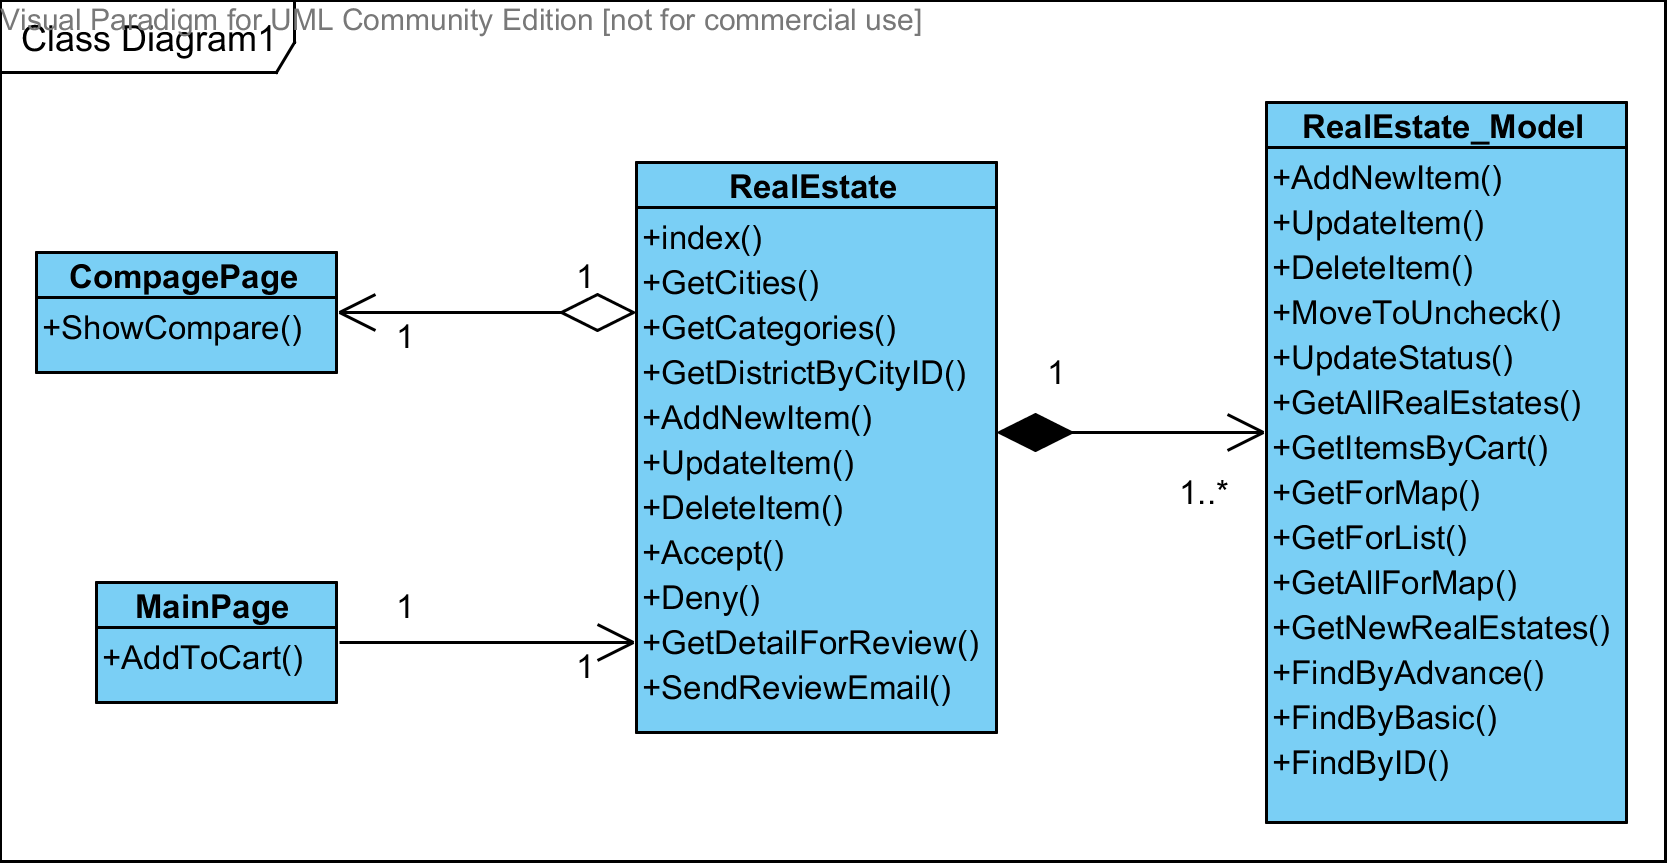 Visual Paradigm for UML Community Edition [not for commercial use]
Class Diagram1
CompagePage
+ShowCompare()
1
1
MainPage
+AddToCart()
1
1
RealEstate
+index()
+GetCities()
+GetCategories()
+GetDistrictByCityID()
+AddNewItem()
+UpdateItem()
+DeleteItem()
+Accept()
+Deny()
+GetDetailForReview()
+SendReviewEmail()
1
1..*
RealEstate_Model
+AddNewItem()
+UpdateItem()
+DeleteItem()
+MoveToUncheck()
+UpdateStatus()
+GetAllRealEstates()
+GetItemsByCart()
+GetForMap()
+GetForList()
+GetAllForMap()
+GetNewRealEstates()
+FindByAdvance()
+FindByBasic()
+FindByID()